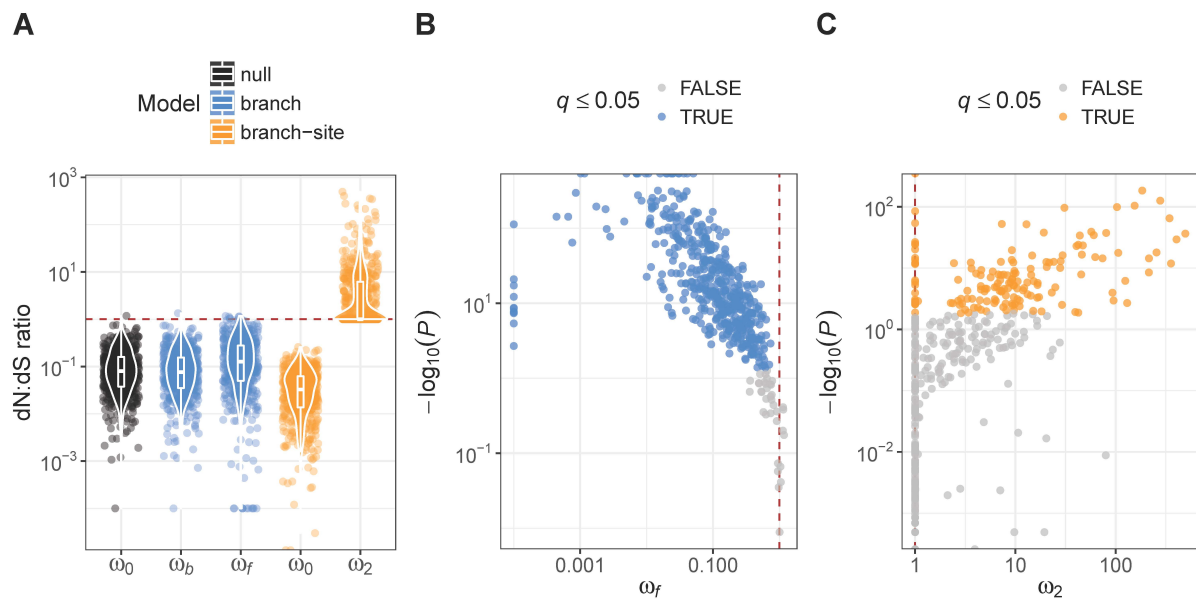 A
Model
null
branch
branch−site
dN:dS ratio
10³
10¹
10⁻¹
10⁻³
ω₀
ω_b
ω_f
ω₀
ω₂
B
q ≤ 0.05
FALSE
TRUE
−log₁₀(P)
10¹
10⁻¹
0.001
0.100
ω_f
C
q ≤ 0.05
FALSE
TRUE
−log₁₀(P)
10²
10⁰
10⁻²
1
10
100
ω₂